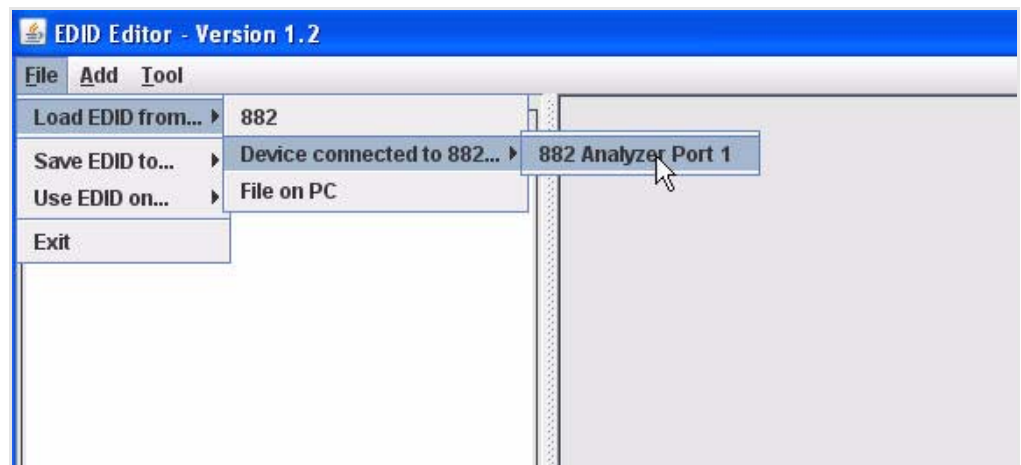 EDID Editor - Version 1.2
File Add Tool
Load EDID from...
Save EDID to...
Use EDID on...
Exit
882
Device connected to 882...
File on PC
882 Analyzer Port 1